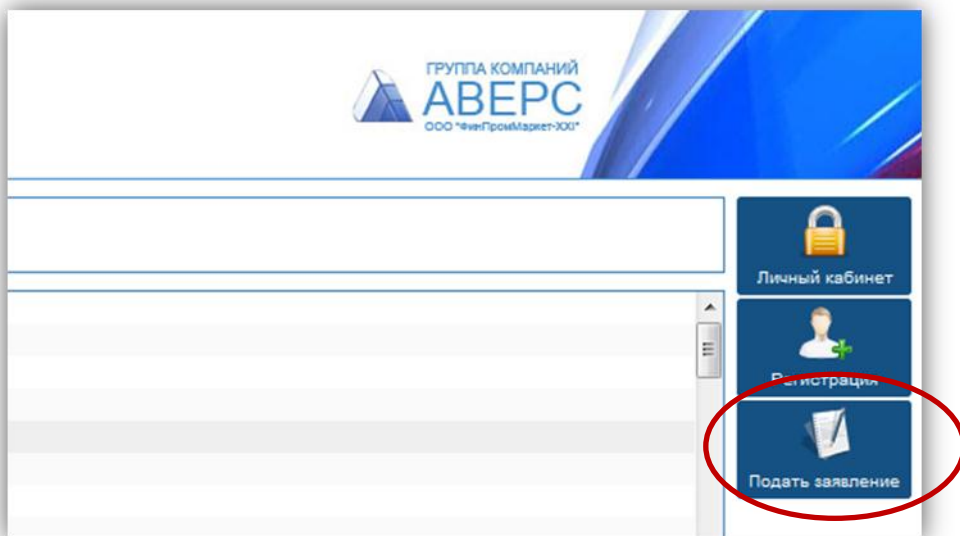 ГРУППА КОМПАНИЙ
АВЕРС
ООО "ФинПромМаркет-XXI"
Личный кабинет
Регистрация
Подать заявление